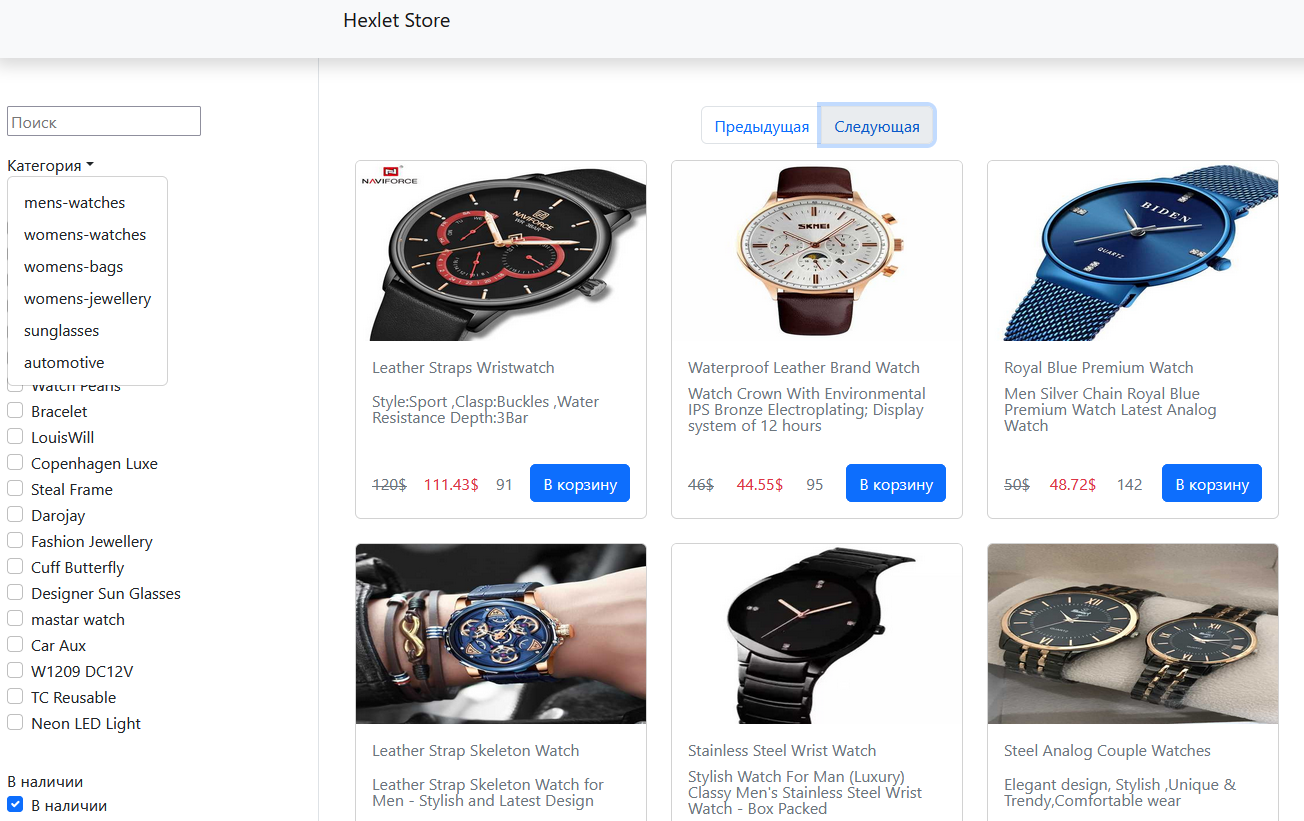 Hexlet Store
Поиск
Категория
mens-watches
womens-watches
womens-bags
womens-jewellery
sunglasses
automotive
Watch Pearls
Bracelet
LouisWill
Copenhagen Luxe
Steal Frame
Darojay
Fashion Jewellery
Cuff Butterfly
Designer Sun Glasses
mastar watch
Car Aux
W1209 DC12V
TC Reusable
Neon LED Light
В наличии
В наличии
Предыдущая
Следующая
NAVIFORCE
NAVIFORCE
Leather Straps Wristwatch
Style:Sport ,Clasp:Buckles ,Water
Resistance Depth:3Bar
120$ 111.43$ 91 В корзину
SKMEI
Waterproof Leather Brand Watch
Watch Crown With Environmental
IPS Bronze Electroplating; Display
system of 12 hours
46$ 44.55$ 95 В корзину
BIDEN
QUARTZ
Royal Blue Premium Watch
Men Silver Chain Royal Blue
Premium Watch Latest Analog
Watch
50$ 48.72$ 142 В корзину
Leather Strap Skeleton Watch
Leather Strap Skeleton Watch for
Men - Stylish and Latest Design
Stainless Steel Wrist Watch
Stylish Watch For Man (Luxury)
Classy Men's Stainless Steel Wrist
Watch - Box Packed
Steel Analog Couple Watches
Elegant design, Stylish ,Unique &
Trendy,Comfortable wear